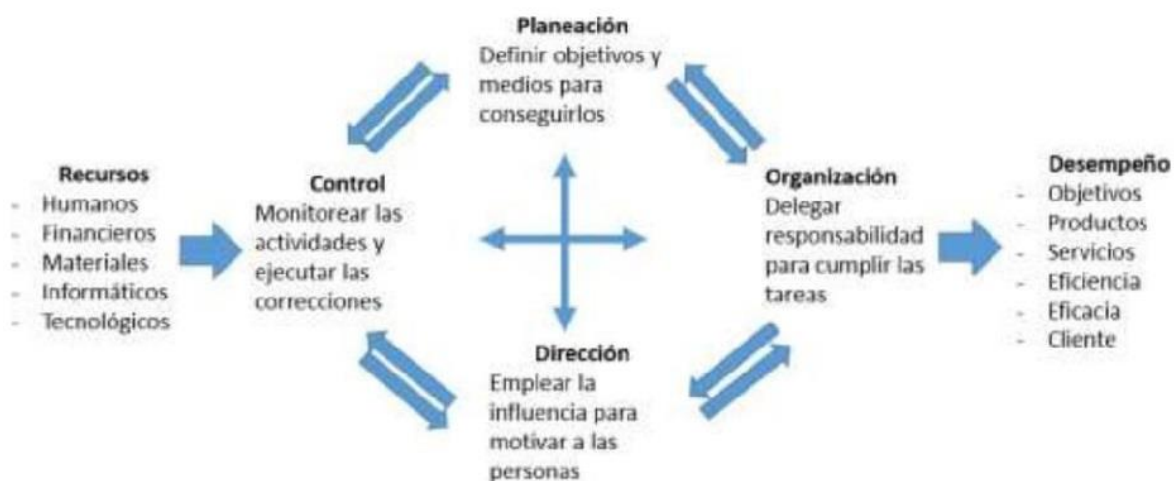 Planeación
Definir objetivos y
medios para
conseguirlos
Recursos
- Humanos
- Financieros
- Materiales
- Informáticos
- Tecnológicos
Control
Monitorear las
actividades y
ejecutar las
correcciones
Organización
Delegar
responsabilidad
para cumplir las
tareas
Desempeño
- Objetivos
- Productos
- Servicios
- Eficiencia
- Eficacia
- Cliente
Dirección
Emplear la
influencia para
motivar a las
personas